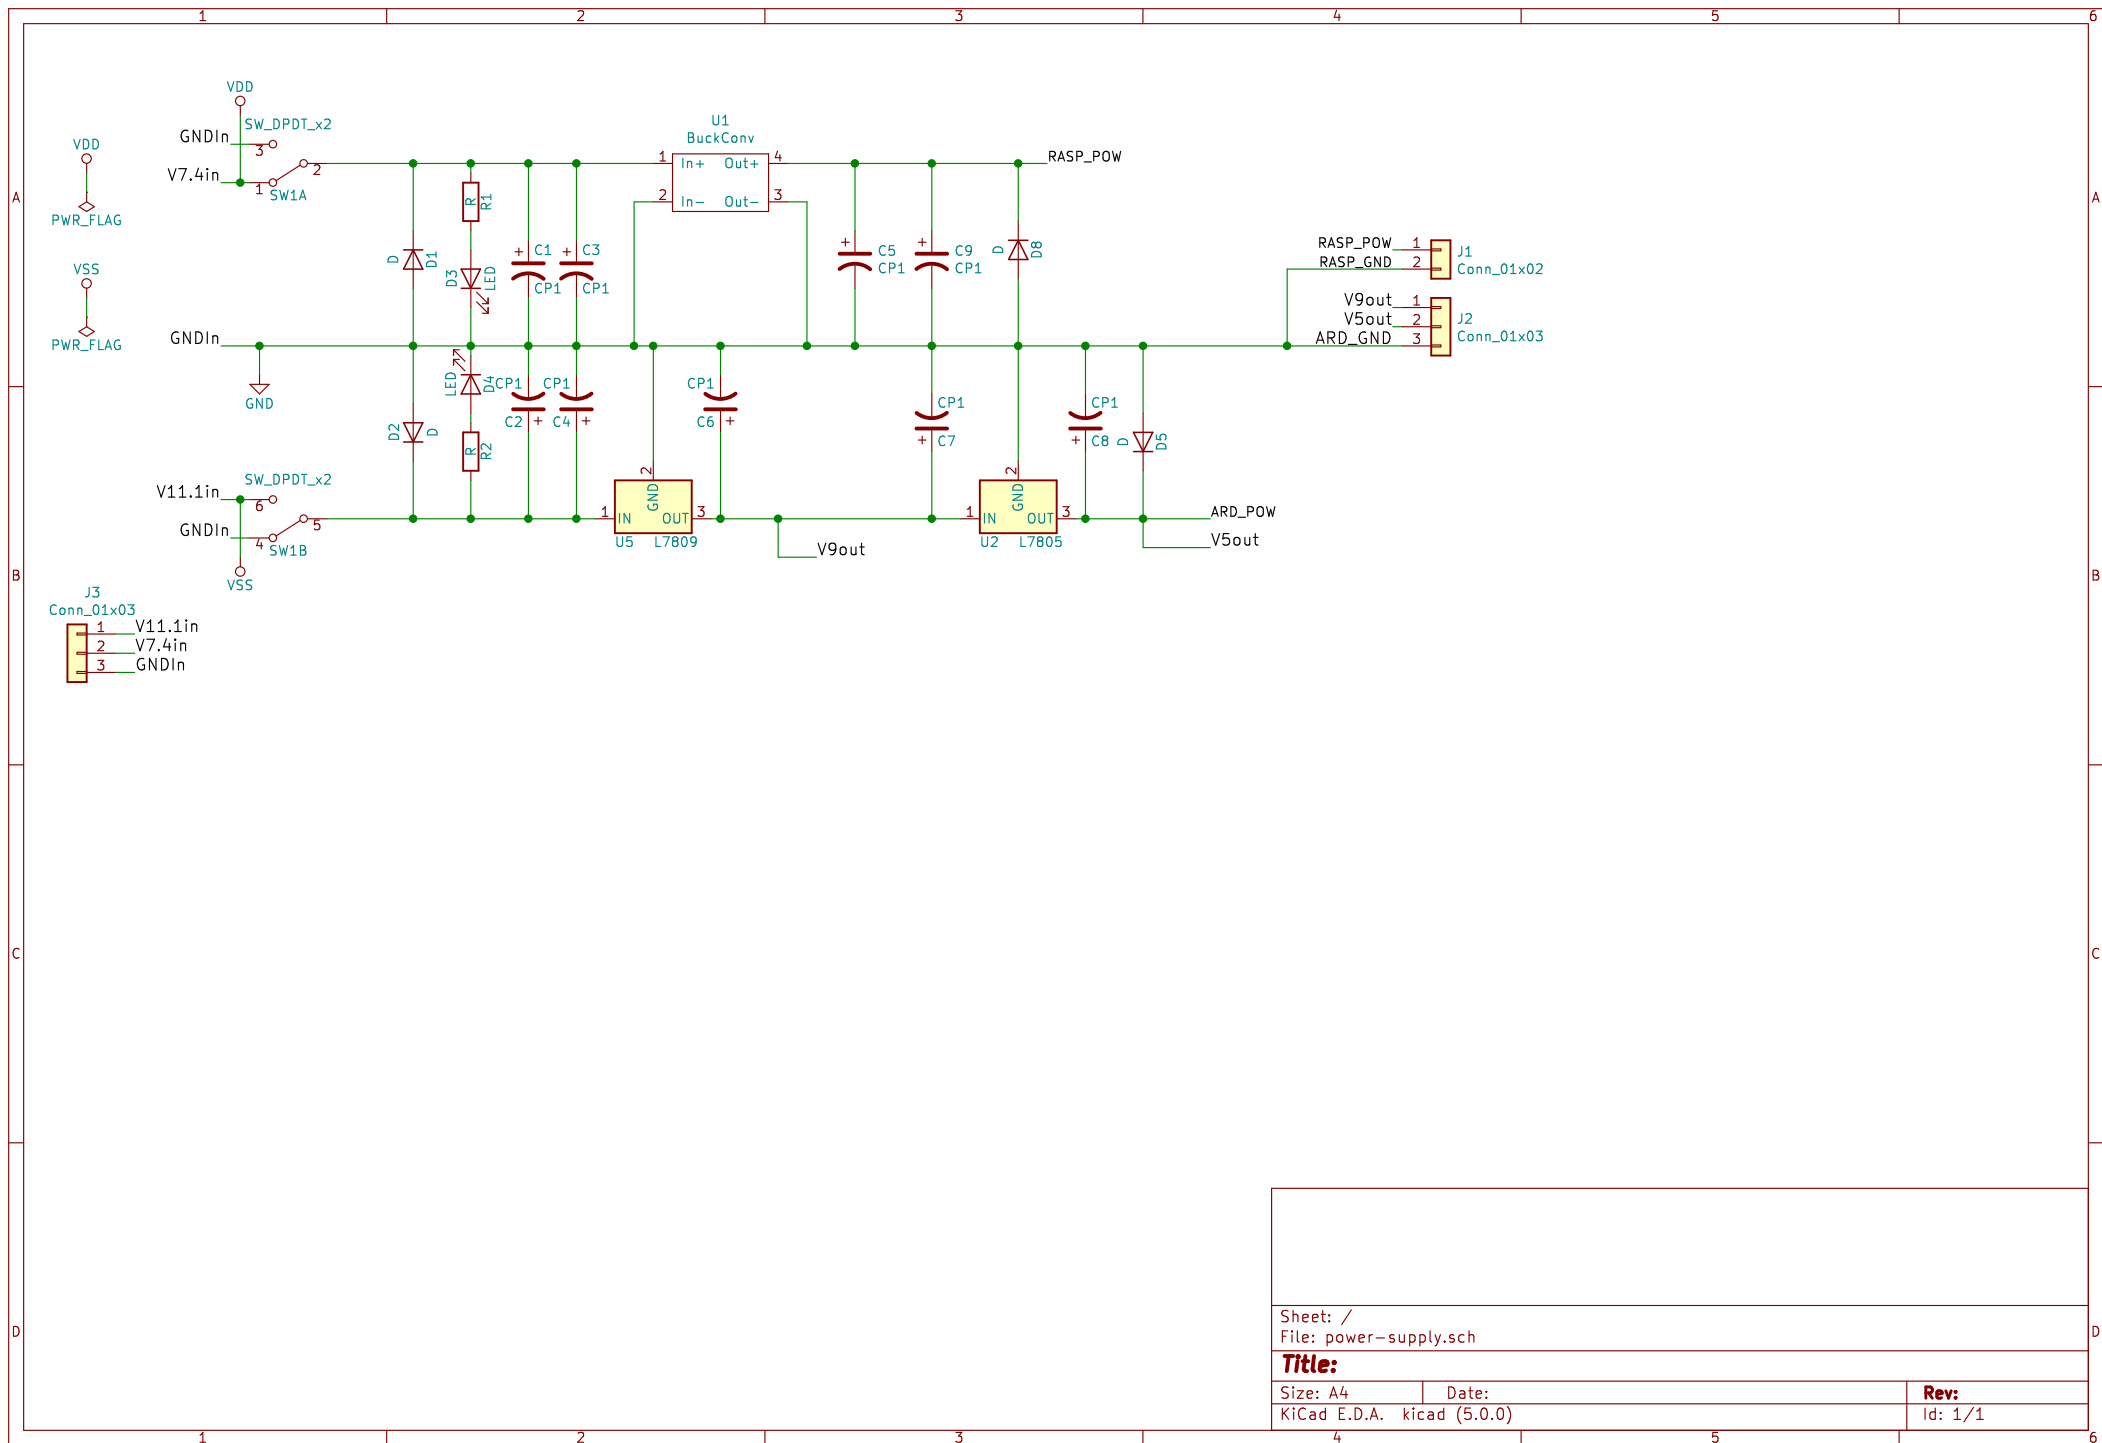 1 2 3 4 5 6
A
B
C
D
A
B
C
D
VDD
PWR_FLAG
VSS
PWR_FLAG
VDD
SW_DPDT_x2
GNDIn
3
V7.4in
1
2
SW1A
GNDIn
GND
V11.1in
SW_DPDT_x2
6
5
GNDIn
4
SW1B
VSS
J3
Conn_01x03
1 V11.1in
2 V7.4in
3 GNDIn
D
D1
R
R1
D3
LED
C1
CP1
C3
CP1
D2
D
LED
D4
R
R2
CP1
C2
CP1
C4
U1
BuckConv
1 In+ Out+ 4
2 In- Out- 3
RASP_POW
C5
CP1
C9
CP1
D
D8
CP1
C6
2
GND
1 IN OUT 3
U5 L7809
V9out
CP1
C7
2
GND
1 IN OUT 3
U2 L7805
CP1
C8
D
D5
ARD_POW
V5out
RASP_POW 1
RASP_GND 2
J1
Conn_01x02
V9out 1
V5out 2
ARD_GND 3
J2
Conn_01x03
Sheet: /
File: power-supply.sch
Title:
Size: A4 Date: Rev:
KiCad E.D.A. kicad (5.0.0) Id: 1/1
1 2 3 4 5 6